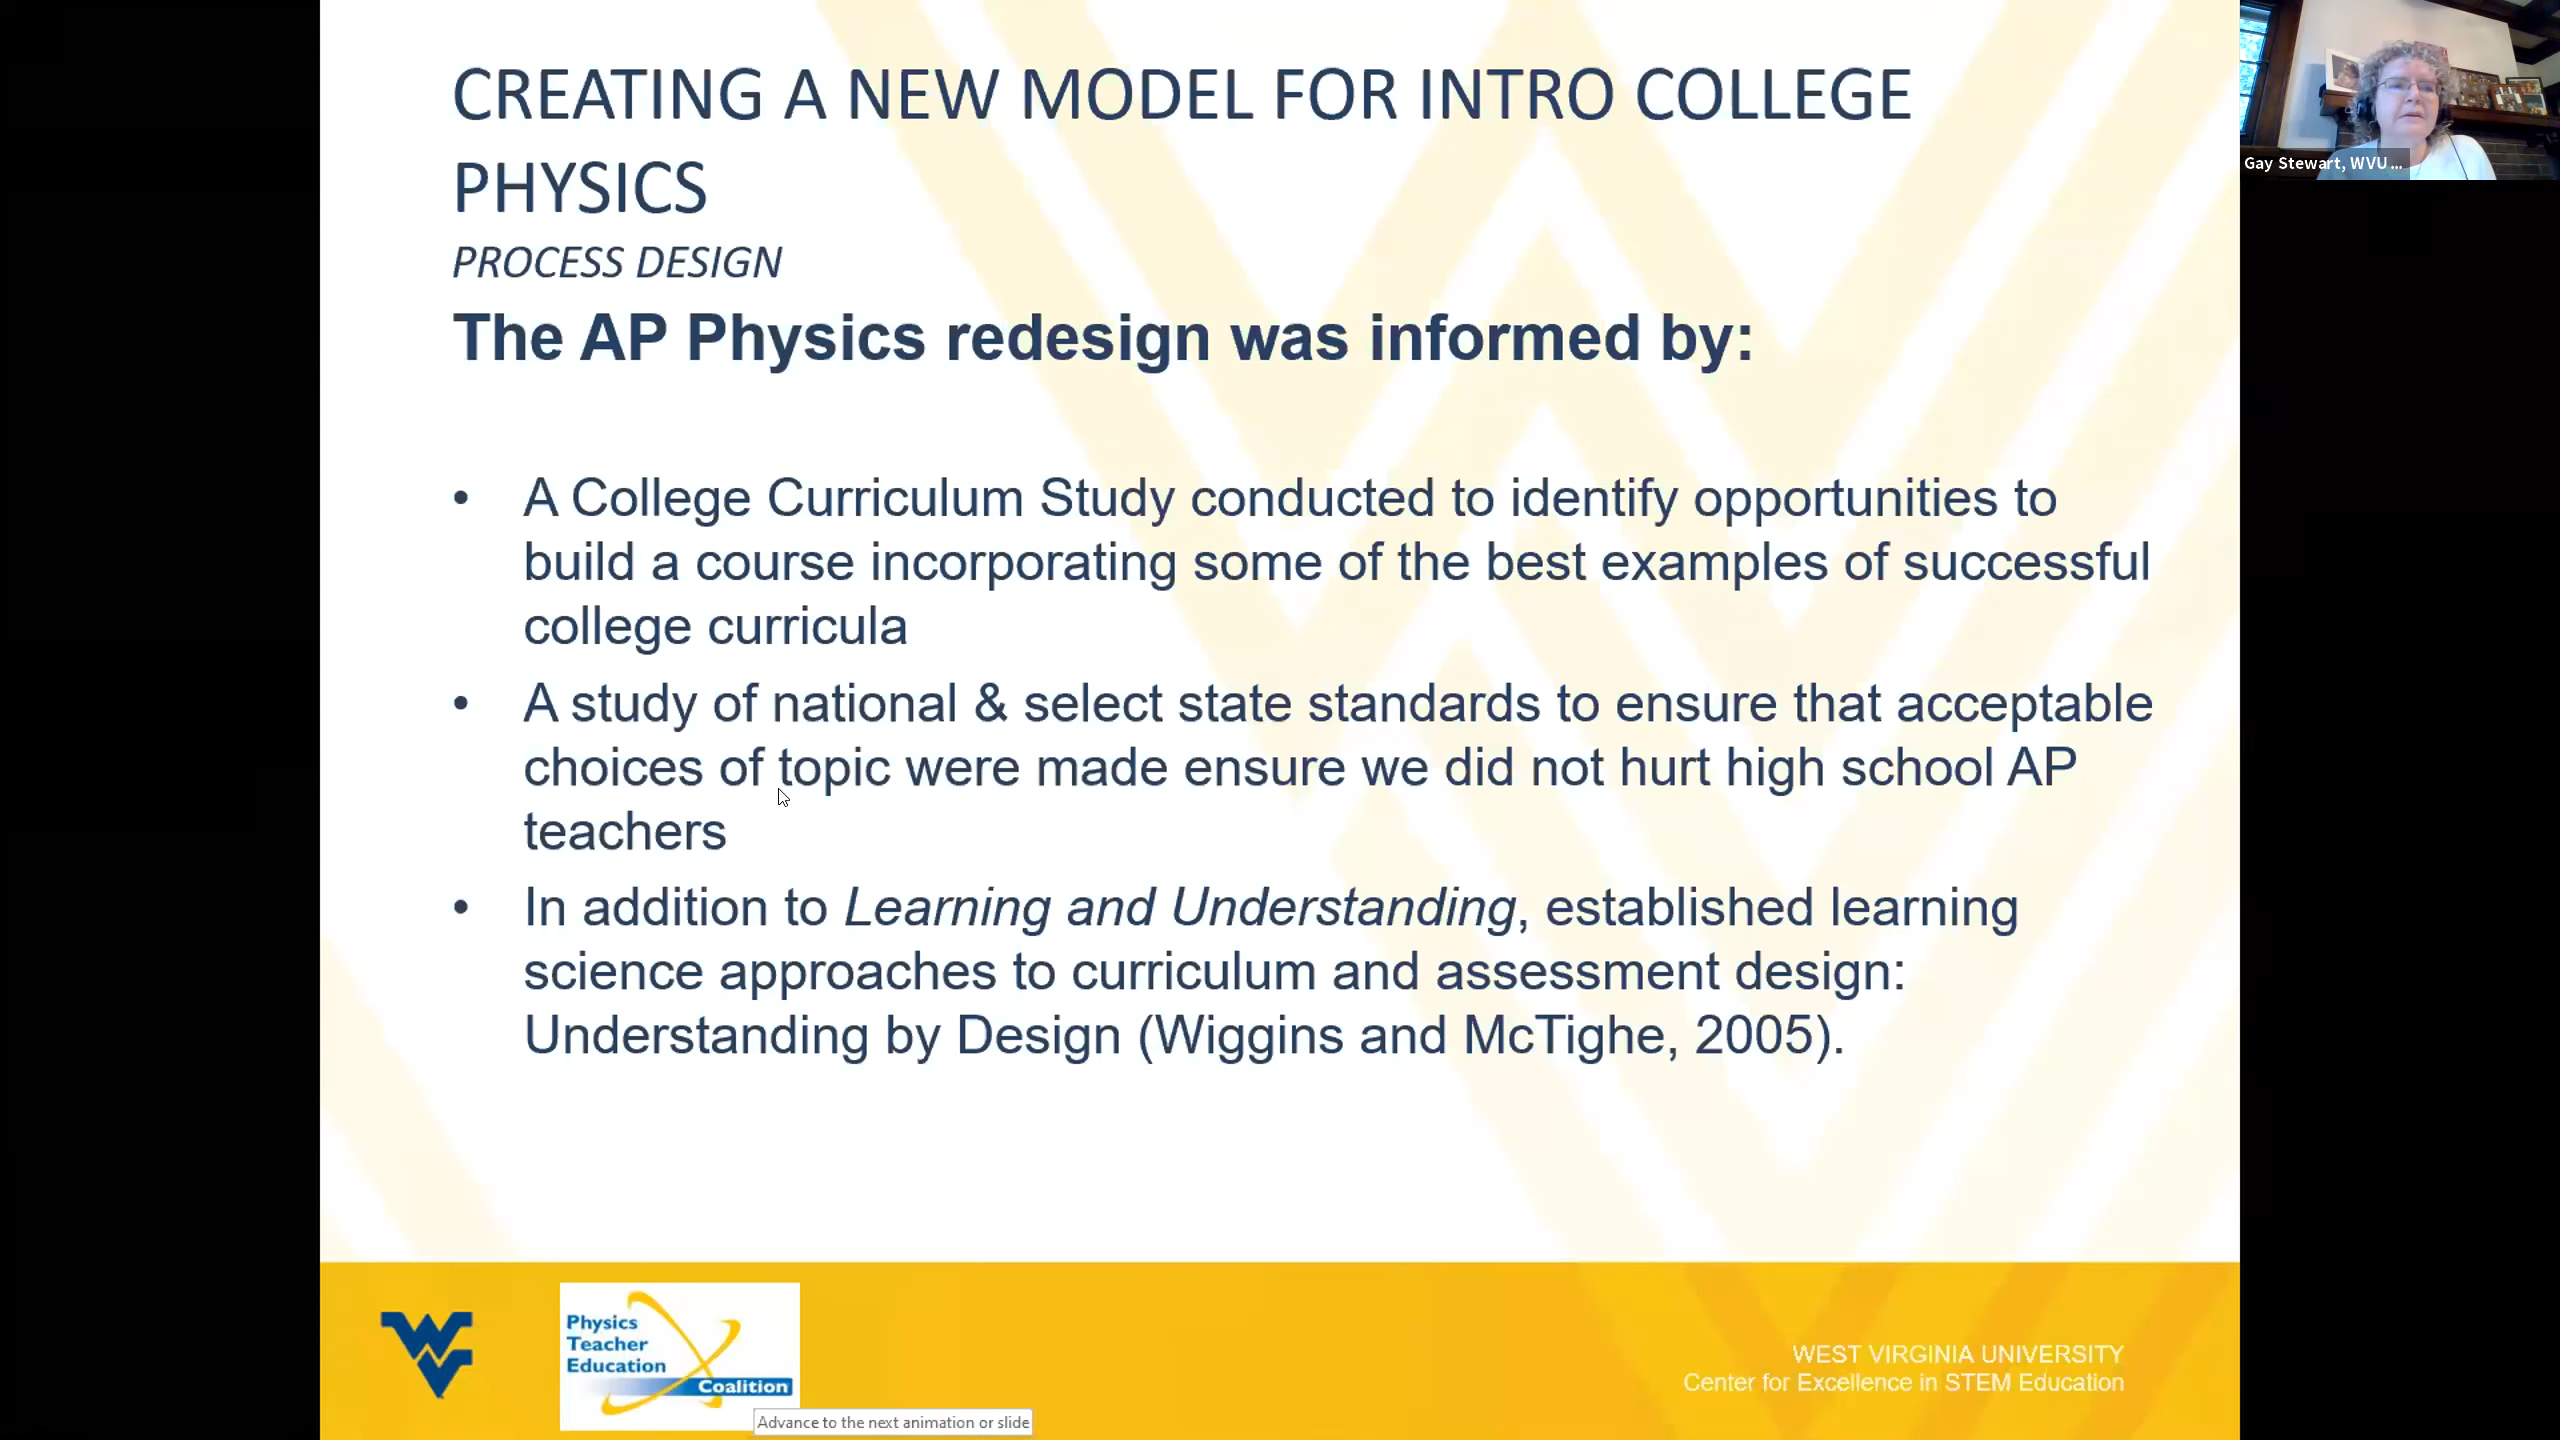 CREATING A NEW MODEL FOR INTRO COLLEGE
PHYSICS
PROCESS DESIGN
The AP Physics redesign was informed by:
• A College Curriculum Study conducted to identify opportunities to
build a course incorporating some of the best examples of successful
college curricula
• A study of national & select state standards to ensure that acceptable
choices of topic were made ensure we did not hurt high school AP
teachers
• In addition to Learning and Understanding, established learning
science approaches to curriculum and assessment design:
Understanding by Design (Wiggins and McTighe, 2005).
Gay Stewart, WVU ...
WV
Physics
Teacher
Education
Coalition
Advance to the next animation or slide
WEST VIRGINIA UNIVERSITY
Center for Excellence in STEM Education